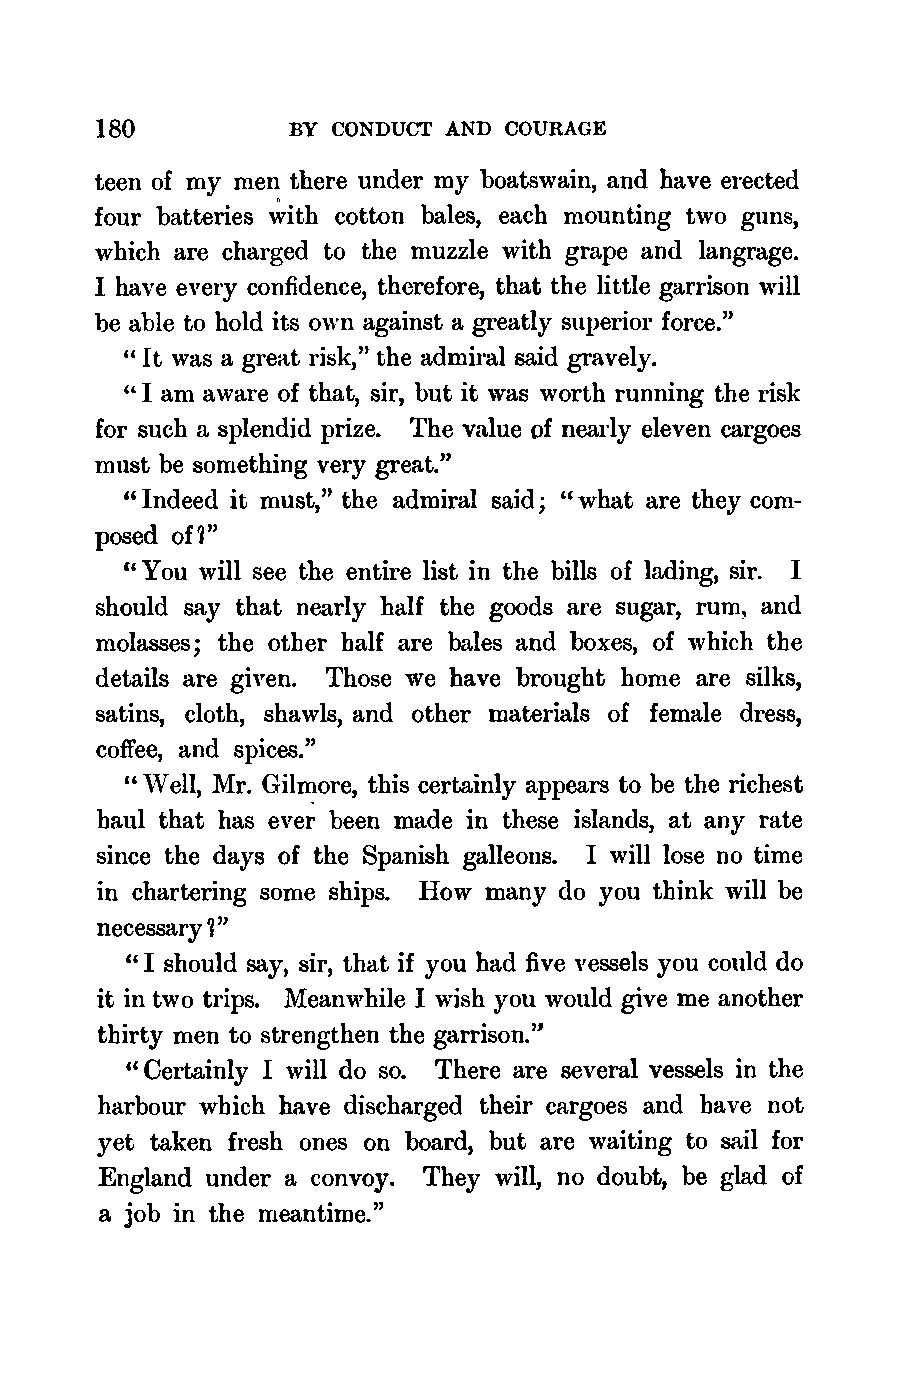 180 BY CONDUCT AND COURAGE
teen of my men there under my boatswain, and have erected
four batteries with cotton bales, each mounting two guns,
which are charged to the muzzle with grape and langrage.
I have every confidence, therefore, that the little garrison will
be able to hold its own against a greatly superior force.”
“It was a great risk,” the admiral said gravely.
“I am aware of that, sir, but it was worth running the risk
for such a splendid prize. The value of nearly eleven cargoes
must be something very great.”
“Indeed it must,” the admiral said; “what are they com-
posed of?”
“You will see the entire list in the bills of lading, sir. I
should say that nearly half the goods are sugar, rum, and
molasses; the other half are bales and boxes, of which the
details are given. Those we have brought home are silks,
satins, cloth, shawls, and other materials of female dress,
coffee, and spices.”
“Well, Mr. Gilmore, this certainly appears to be the richest
haul that has ever been made in these islands, at any rate
since the days of the Spanish galleons. I will lose no time
in chartering some ships. How many do you think will be
necessary?”
“I should say, sir, that if you had five vessels you could do
it in two trips. Meanwhile I wish you would give me another
thirty men to strengthen the garrison.”
“Certainly I will do so. There are several vessels in the
harbour which have discharged their cargoes and have not
yet taken fresh ones on board, but are waiting to sail for
England under a convoy. They will, no doubt, be glad of
a job in the meantime.”